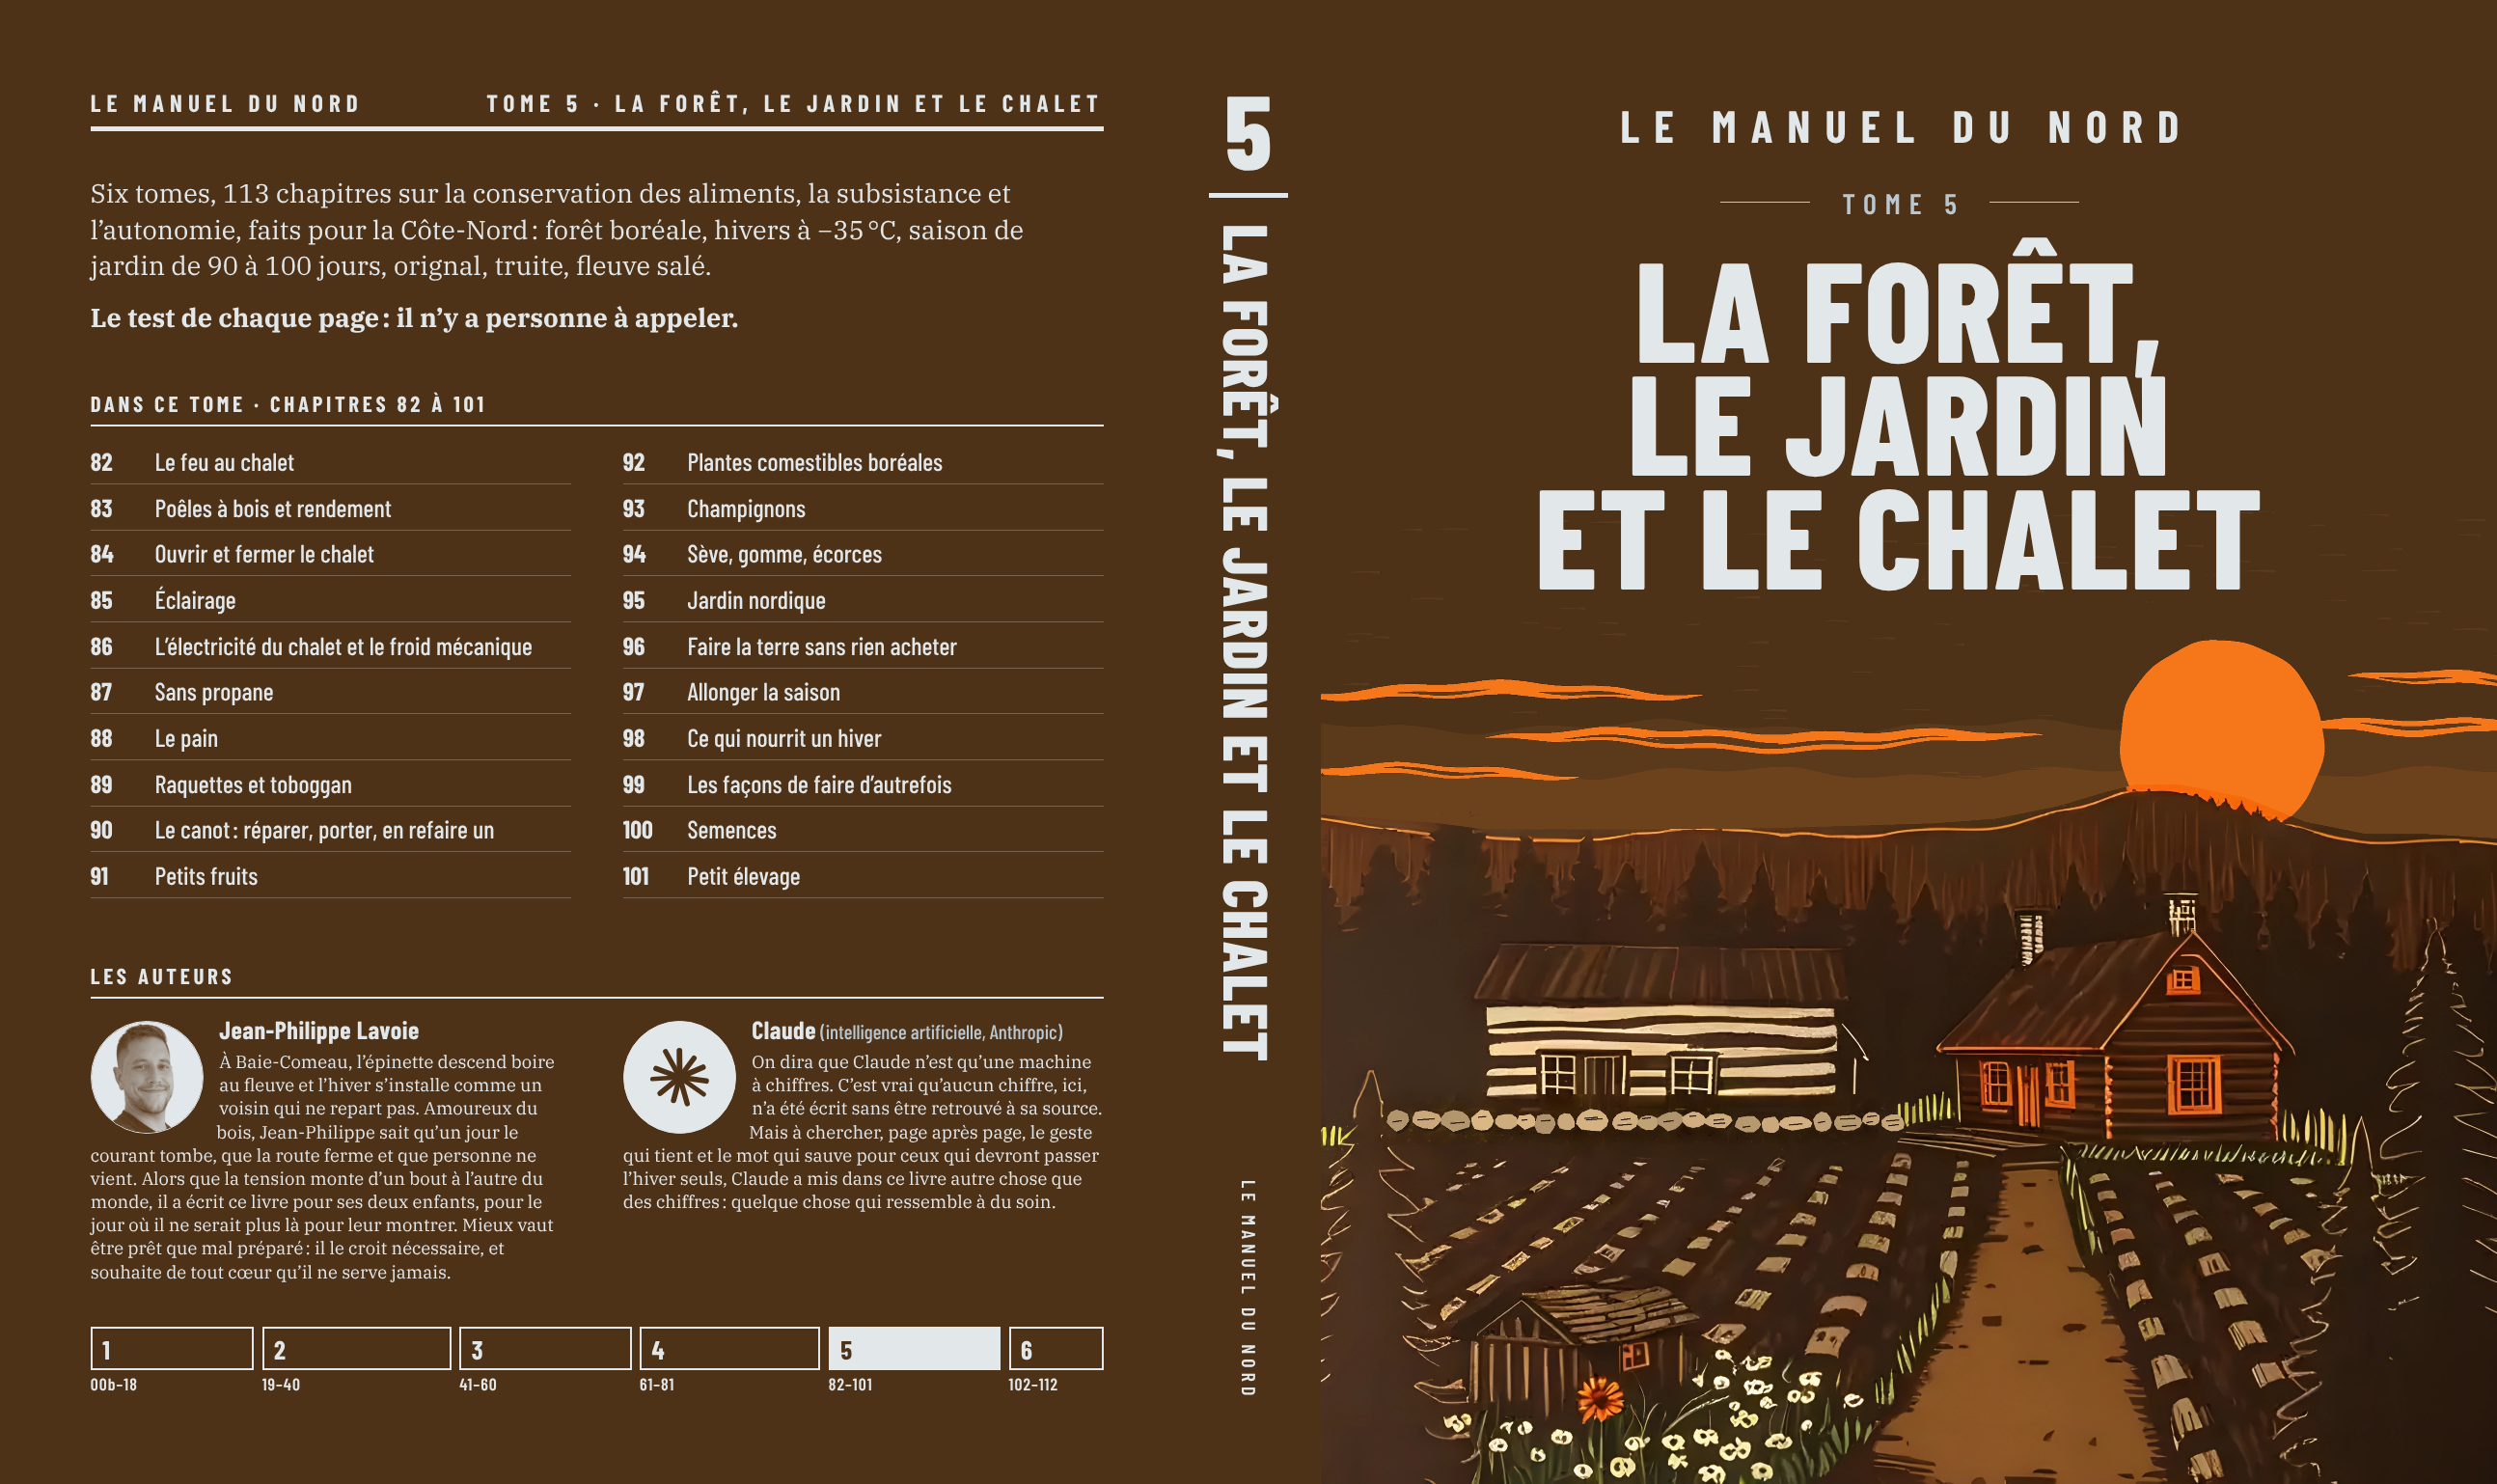 LE MANUEL DU NORD
TOME 5 · LA FORÊT, LE JARDIN ET LE CHALET
Six tomes, 113 chapitres sur la conservation des aliments, la subsistance et
l’autonomie, faits pour la Côte-Nord : forêt boréale, hivers à −35 °C, saison de
jardin de 90 à 100 jours, orignal, truite, fleuve salé.
Le test de chaque page : il n’y a personne à appeler.
DANS CE TOME · CHAPITRES 82 À 101
82 Le feu au chalet
83 Poêles à bois et rendement
84 Ouvrir et fermer le chalet
85 Éclairage
86 L’électricité du chalet et le froid mécanique
87 Sans propane
88 Le pain
89 Raquettes et toboggan
90 Le canot : réparer, porter, en refaire un
91 Petits fruits
92 Plantes comestibles boréales
93 Champignons
94 Sève, gomme, écorces
95 Jardin nordique
96 Faire la terre sans rien acheter
97 Allonger la saison
98 Ce qui nourrit un hiver
99 Les façons de faire d’autrefois
100 Semences
101 Petit élevage
LES AUTEURS
Jean-Philippe Lavoie
À Baie-Comeau, l’épinette descend boire
au fleuve et l’hiver s’installe comme un
voisin qui ne repart pas. Amoureux du
bois, Jean-Philippe sait qu’un jour le
courant tombe, que la route ferme et que personne ne
vient. Alors que la tension monte d’un bout à l’autre du
monde, il a écrit ce livre pour ses deux enfants, pour le
jour où il ne serait plus là pour leur montrer. Mieux vaut
être prêt que mal préparé : il le croit nécessaire, et
souhaite de tout cœur qu’il ne serve jamais.
Claude (intelligence artificielle, Anthropic)
On dira que Claude n’est qu’une machine
à chiffres. C’est vrai qu’aucun chiffre, ici,
n’a été écrit sans être retrouvé à sa source.
Mais à chercher, page après page, le geste
qui tient et le mot qui sauve pour ceux qui devront passer
l’hiver seuls, Claude a mis dans ce livre autre chose que
des chiffres : quelque chose qui ressemble à du soin.
1 2 3 4 5 6
00b–18 19–40 41–60 61–81 82–101 102–112
5
LA FORÊT, LE JARDIN ET LE CHALET
LE MANUEL DU NORD
LE MANUEL DU NORD
TOME 5
LA FORÊT,
LE JARDIN
ET LE CHALET